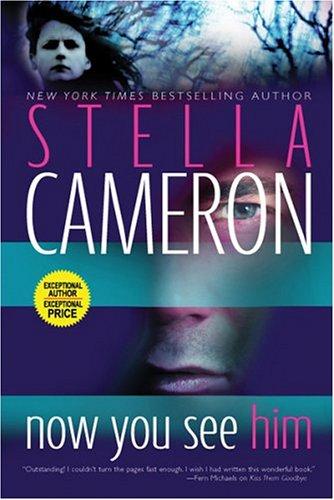 NEW YORK TIMES BESTSELLING AUTHOR
STELLA
CAMERON
EXCEPTIONAL
AUTHOR
EXCEPTIONAL
PRICE
now you see him
"Outstanding! I couldn't turn the pages fast enough. I wish I had written this wonderful book."
—Fern Michaels on Kiss Them Goodbye